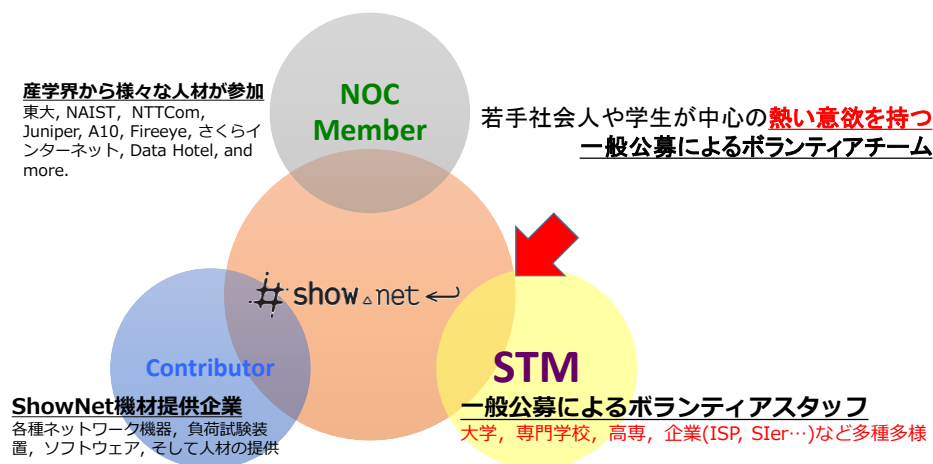 NOC
Member
産学界から様々な人材が参加
東大, NAIST, NTTCom,
Juniper, A10, Fireeye, さくらイ
ンターネット, Data Hotel, and
more.
若手社会人や学生が中心の熱い意欲を持つ
一般公募によるボランティアチーム
# show△net↩
Contributor
ShowNet機材提供企業
各種ネットワーク機器，負荷試験装
置，ソフトウェア, そして人材の提供
STM
一般公募によるボランティアスタッフ
大学，専門学校，高専，企業(ISP, SIer…)など多種多様